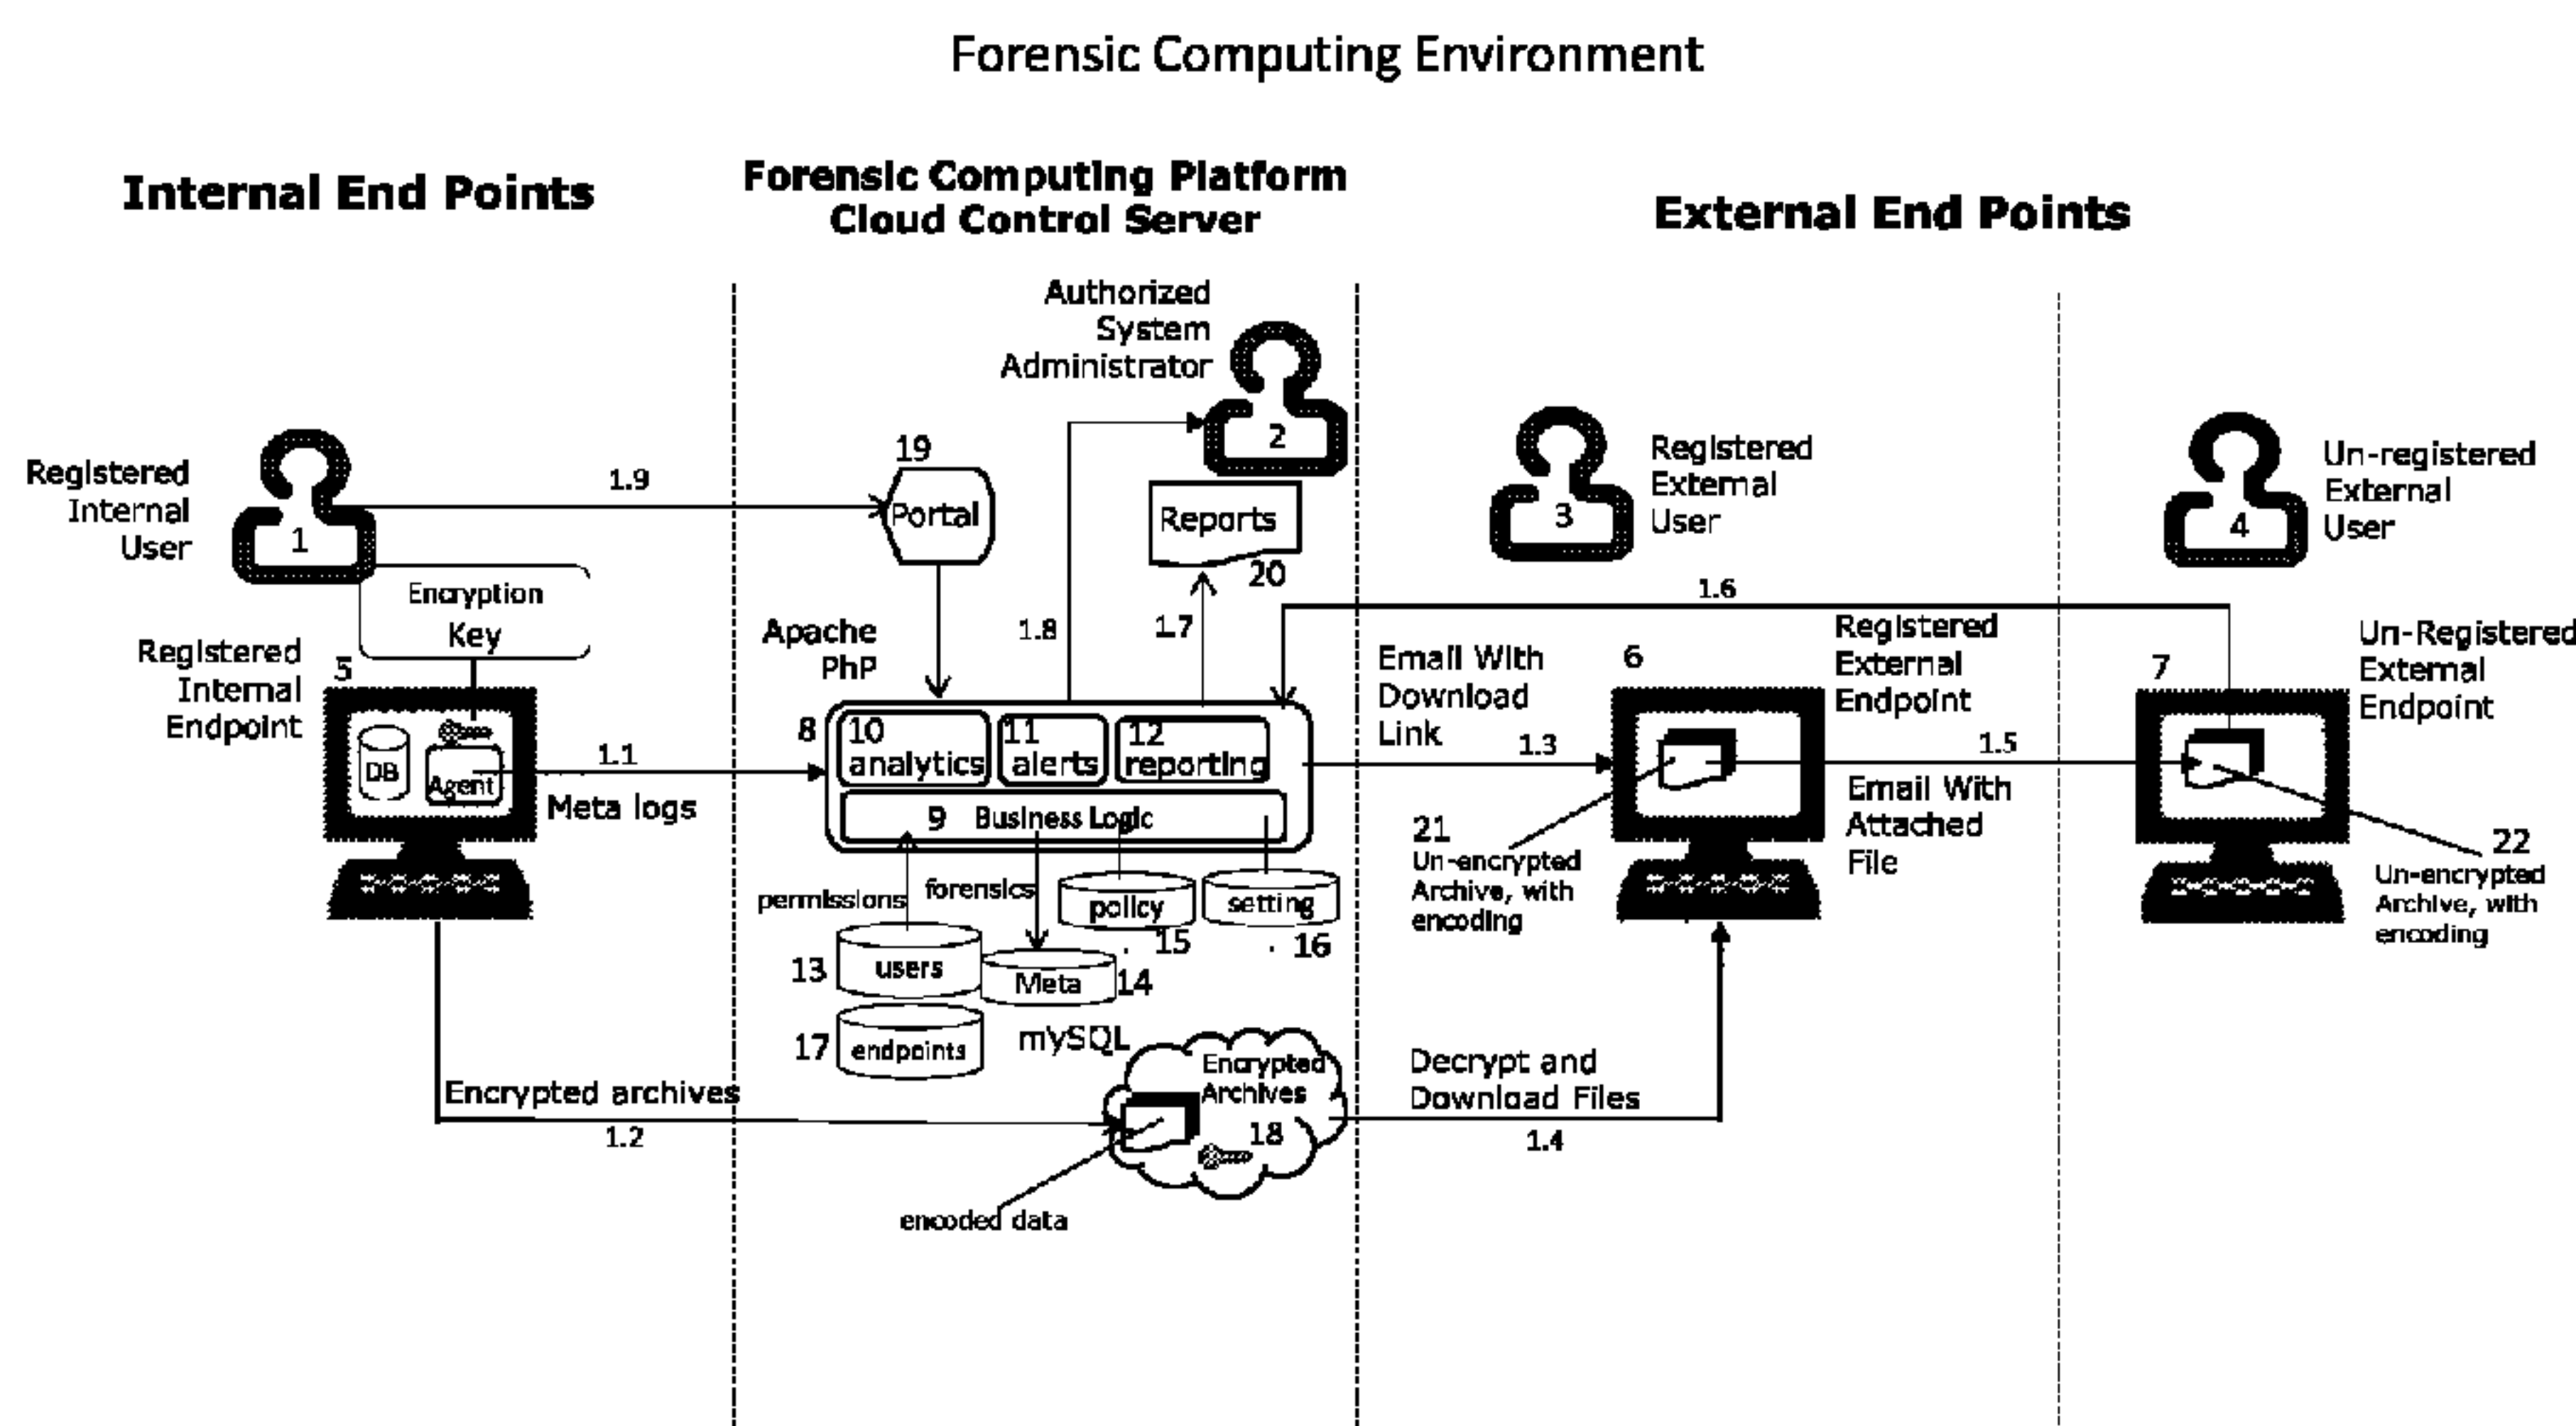 Forensic Computing Environment
Internal End Points
Forensic Computing Platform
Cloud Control Server
External End Points
Registered
Internal
User
1
1.9
19
Portal
Authorized
System
Administrator
2
Reports
20
3
Registered
External
User
4
Un-registered
External
User
Encryption
Key
Registered
Internal
Endpoint
5
DB
Agent
1.1
Meta logs
Apache
PhP
1.8
1.7
1.6
8
10
analytics
11
alerts
12
reporting
9 Business Logic
permissions
forensics
policy
15
setting
16
13
users
Meta
14
17
endpoints
mySQL
Encrypted
Archives
18
encoded data
Encrypted archives
1.2
Email With
Download
Link
1.3
6
Registered
External
Endpoint
21
Un-encrypted
Archive, with
encoding
1.5
Email With
Attached
File
7
Un-Registered
External
Endpoint
22
Un-encrypted
Archive, with
encoding
Decrypt and
Download Files
1.4